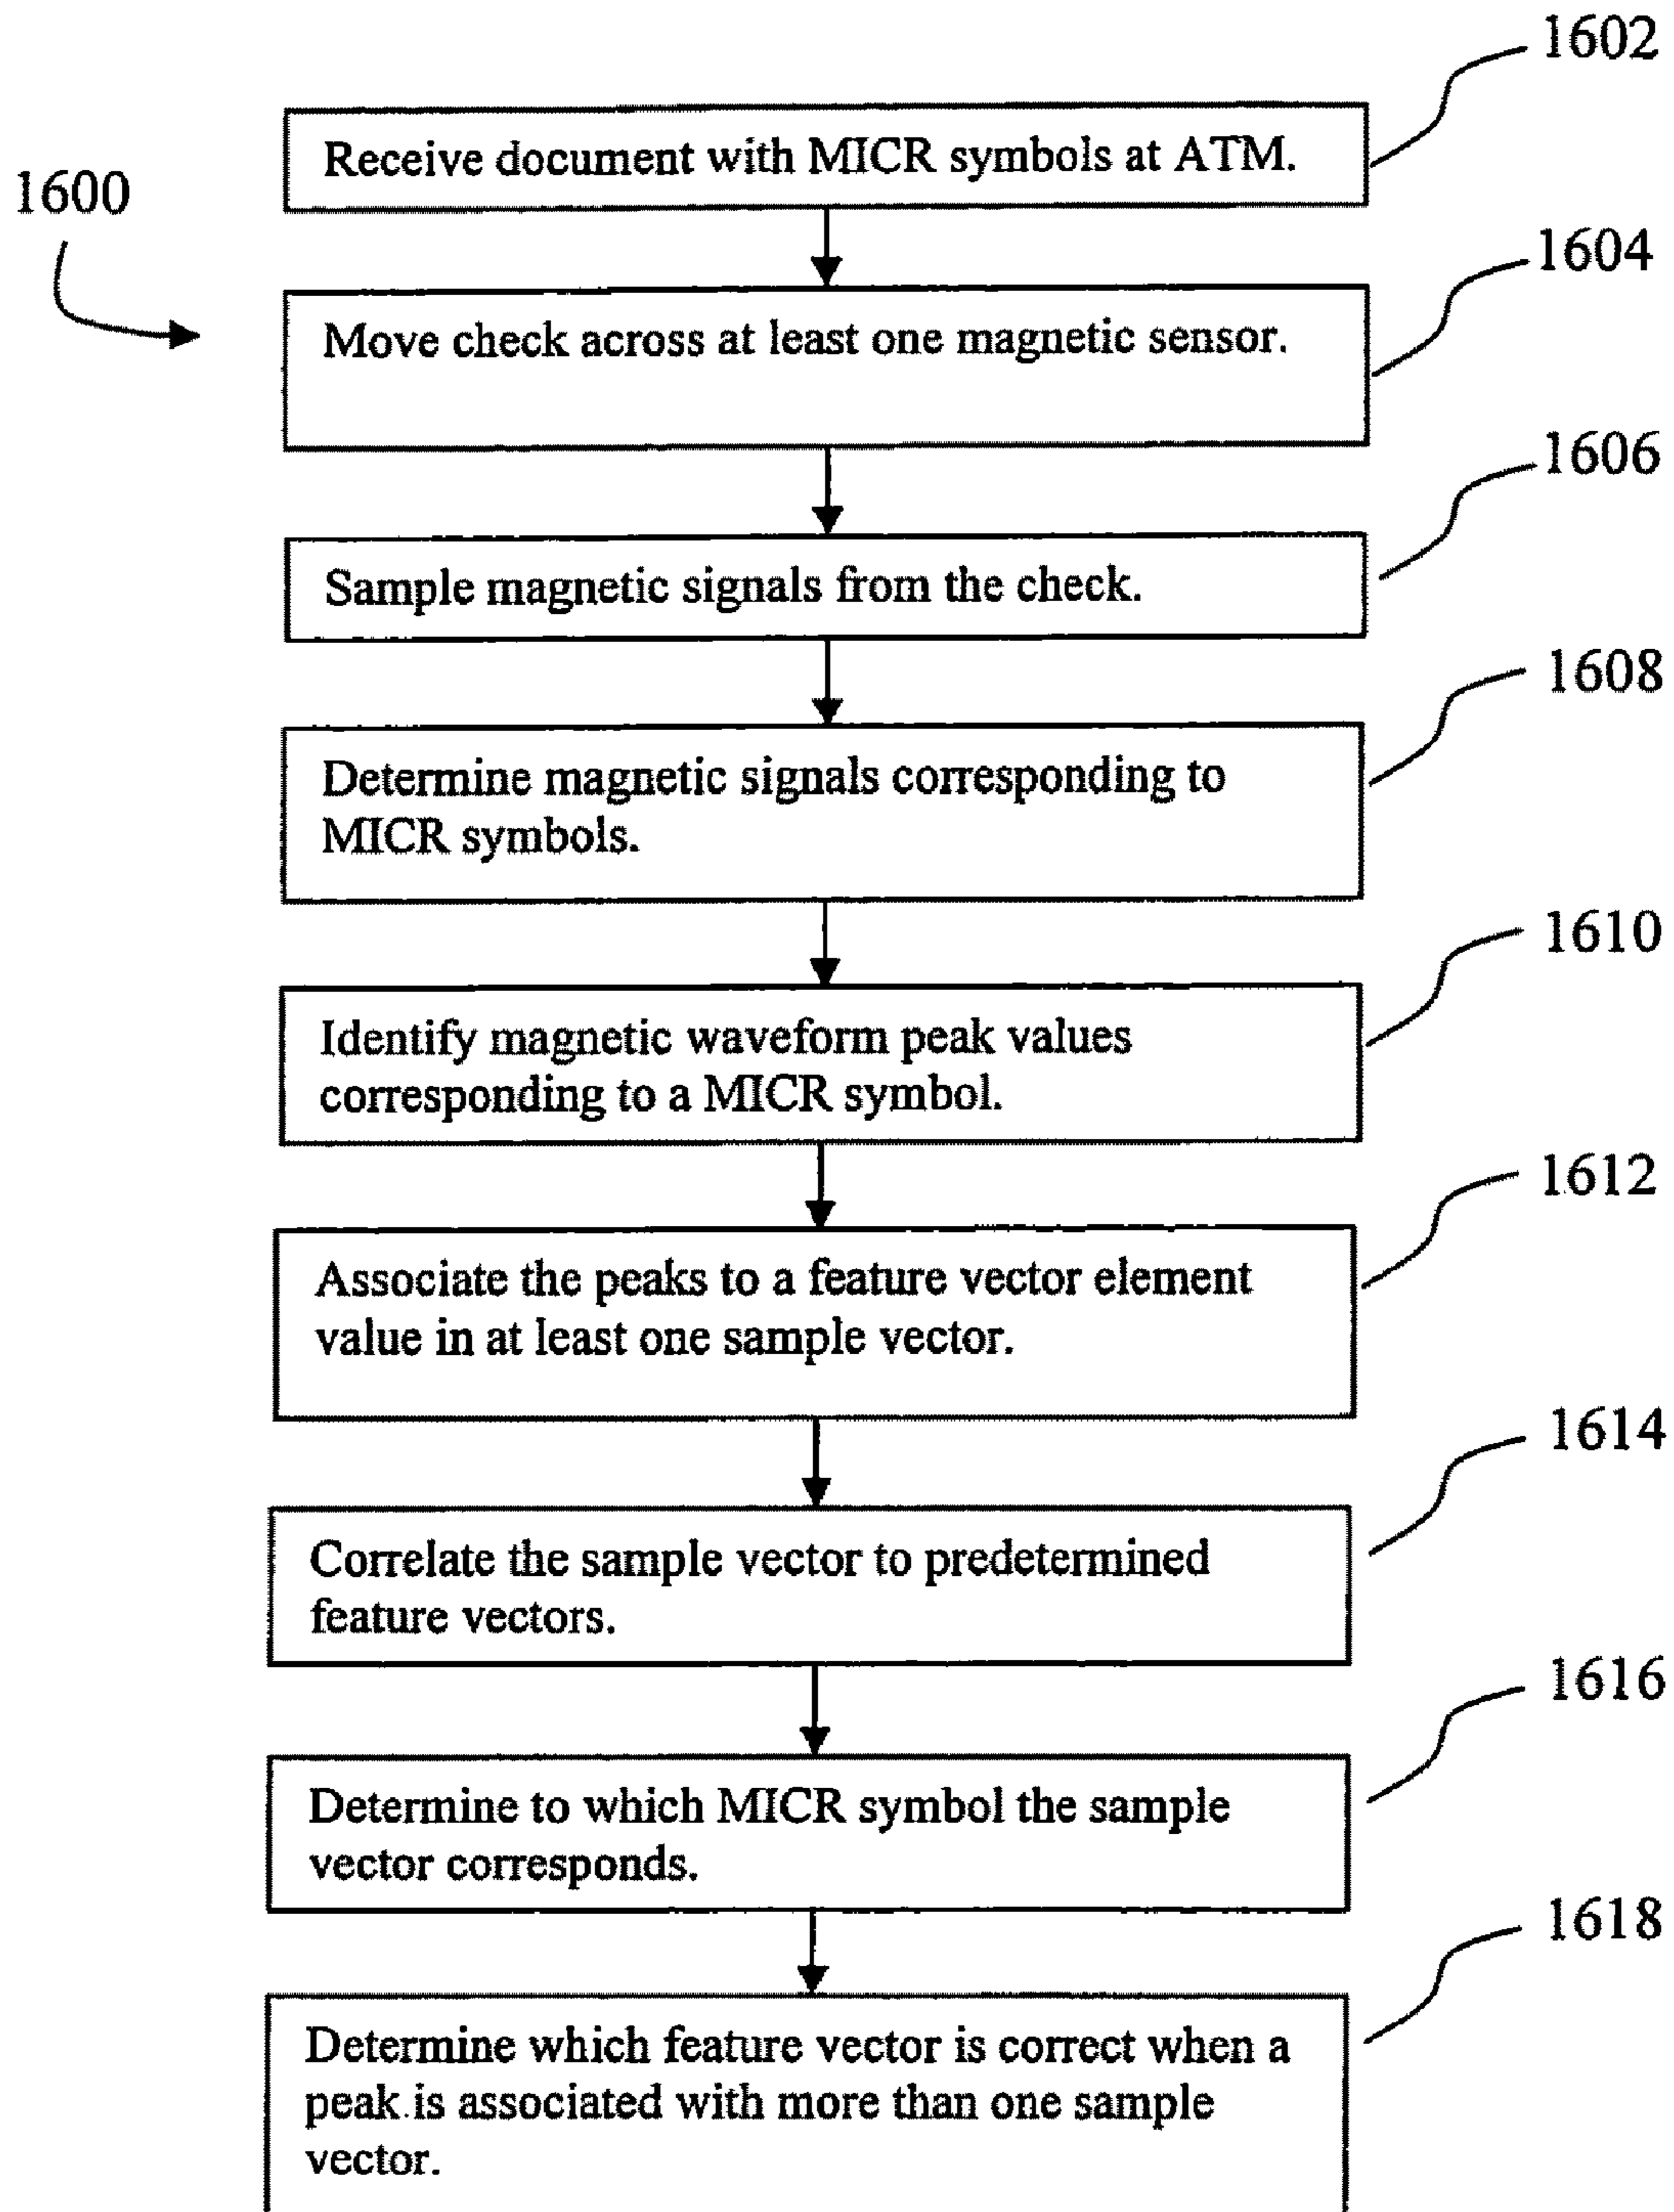 1602
Receive document with MICR symbols at ATM.
1600
1604
Move check across at least one magnetic sensor.
1606
Sample magnetic signals from the check.
1608
Determine magnetic signals corresponding to
MICR symbols.
1610
Identify magnetic waveform peak values
corresponding to a MICR symbol.
1612
Associate the peaks to a feature vector element
value in at least one sample vector.
1614
Correlate the sample vector to predetermined
feature vectors.
1616
Determine to which MICR symbol the sample
vector corresponds.
1618
Determine which feature vector is correct when a
peak is associated with more than one sample
vector.